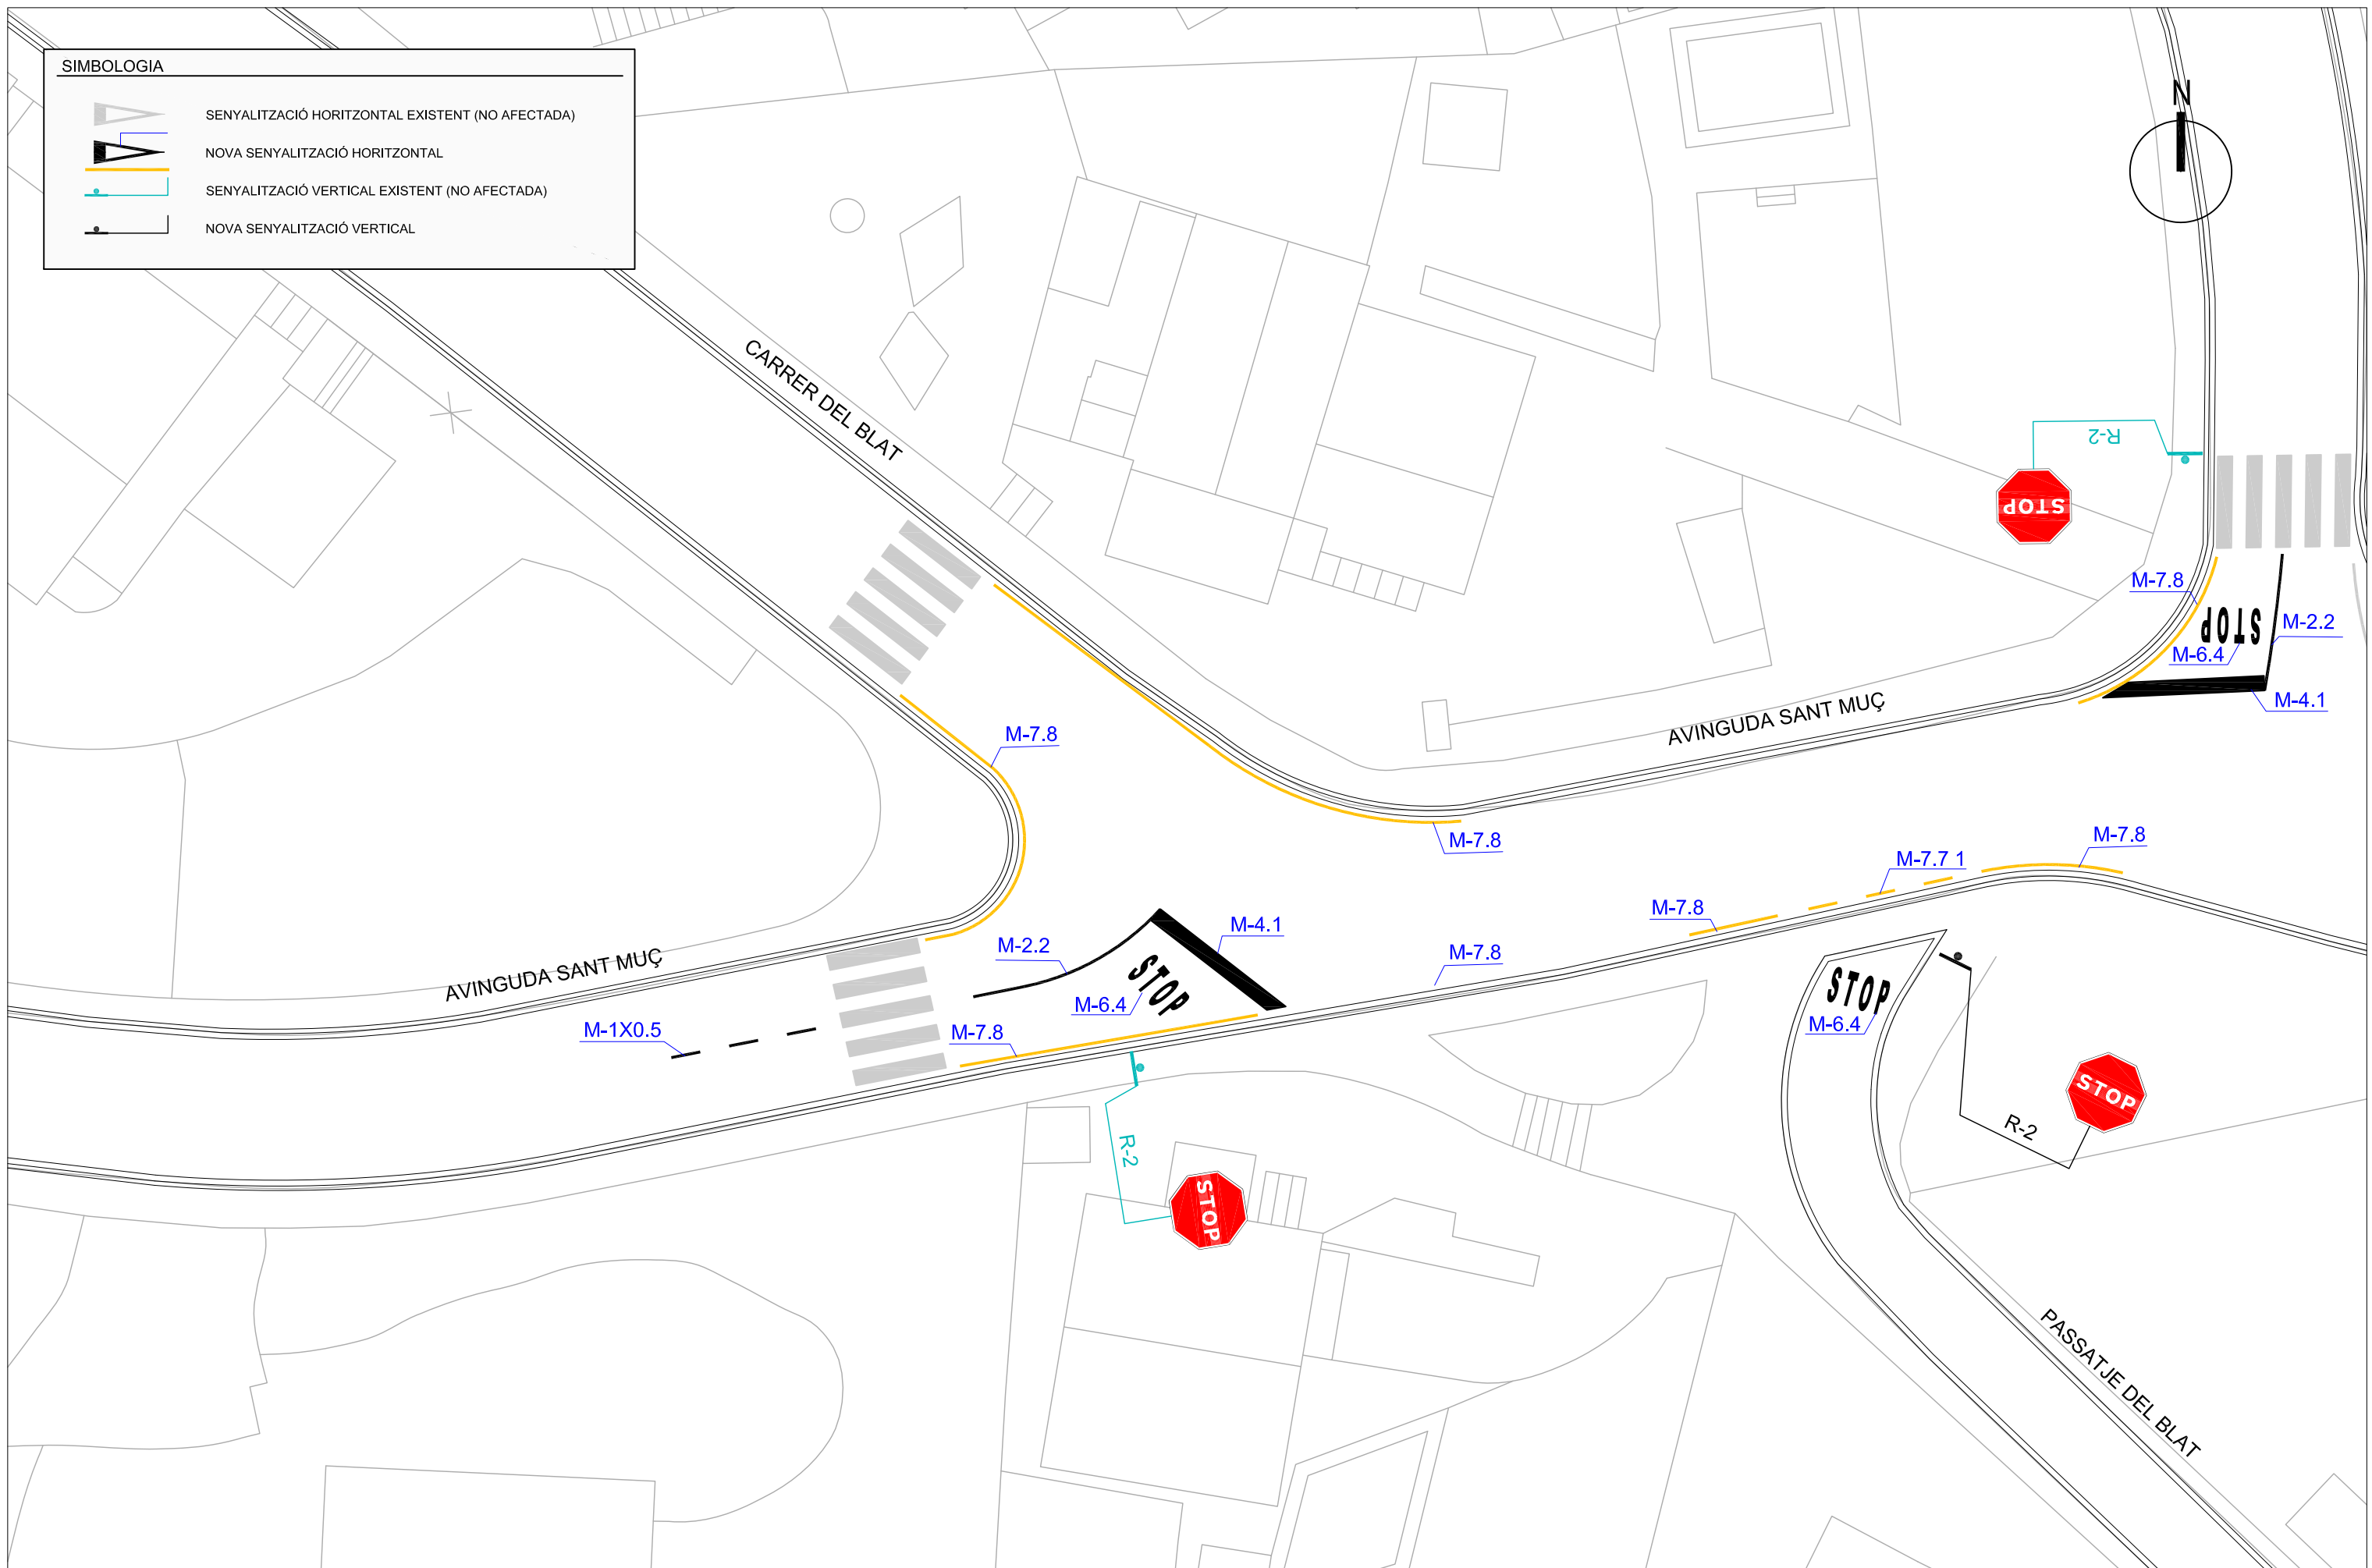 SIMBOLOGIA
SENYALITZACIÓ HORITZONTAL EXISTENT (NO AFECTADA)
NOVA SENYALITZACIÓ HORITZONTAL
SENYALITZACIÓ VERTICAL EXISTENT (NO AFECTADA)
NOVA SENYALITZACIÓ VERTICAL
N
CARRER DEL BLAT
R-2
STOP
M-7.8
STOP
M-2.2
M-6.4
M-4.1
AVINGUDA SANT MUÇ
M-7.8
M-7.8
M-7.8
M-7.7 1
M-7.8
M-4.1
M-2.2
M-7.8
AVINGUDA SANT MUÇ
STOP
M-6.4
STOP
M-6.4
M-1X0.5
M-7.8
STOP
R-2
R-2
STOP
PASSATJE DEL BLAT